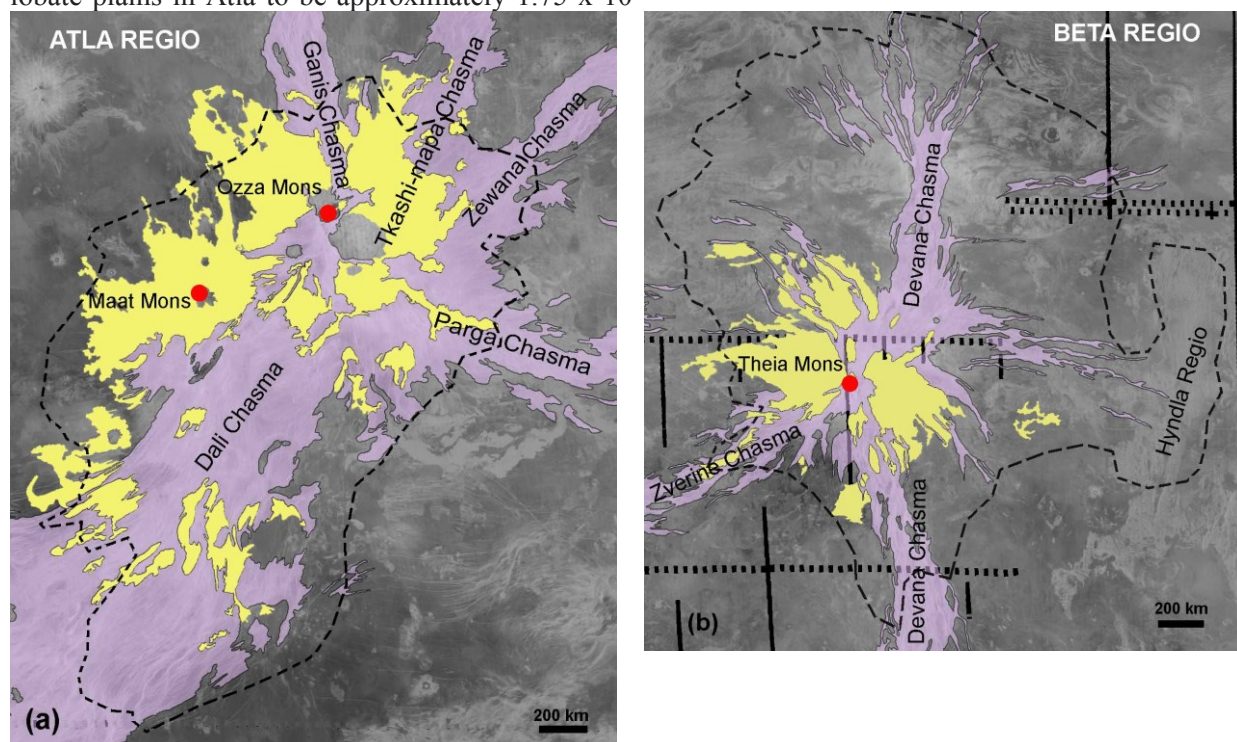 lobate plains in Atla to be approximately 1.75 x 10
ATLA REGIO
Ganis Chasma
Tkashi-mapa Chasma
Zewana Chasma
Ozza Mons
Maat Mons
Parga Chasma
Dali Chasma
(a)
200 km
BETA REGIO
Devana Chasma
Theia Mons
Zverine Chasma
Hyndla Regio
Devana Chasma
(b)
200 km